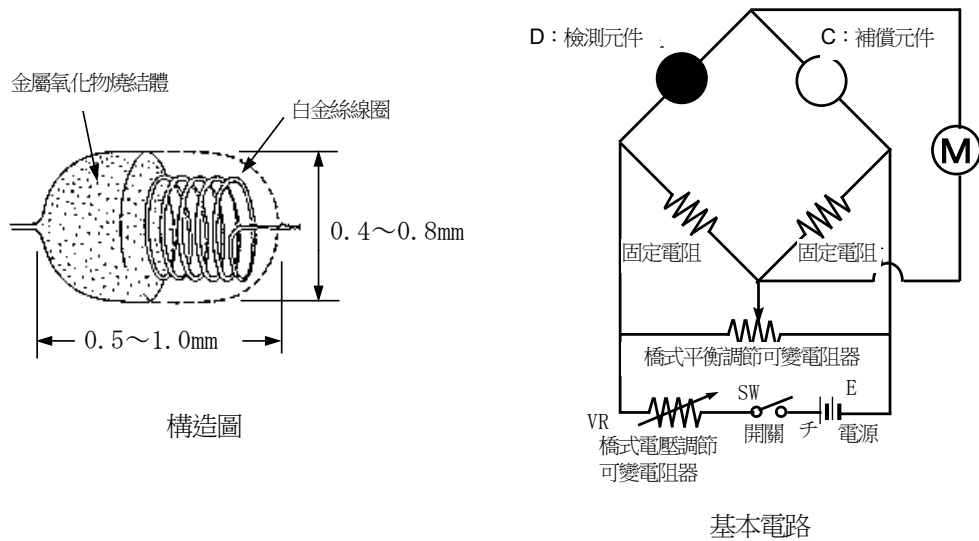 金屬氧化物燒結體
白金絲線圈
0.4～0.8mm
0.5～1.0mm
構造圖
D：檢測元件
C：補償元件
M
固定電阻
固定電阻
橋式平衡調節可變電阻器
VR
SW
E
開關
チ
電源
橋式電壓調節
可變電阻器
基本電路